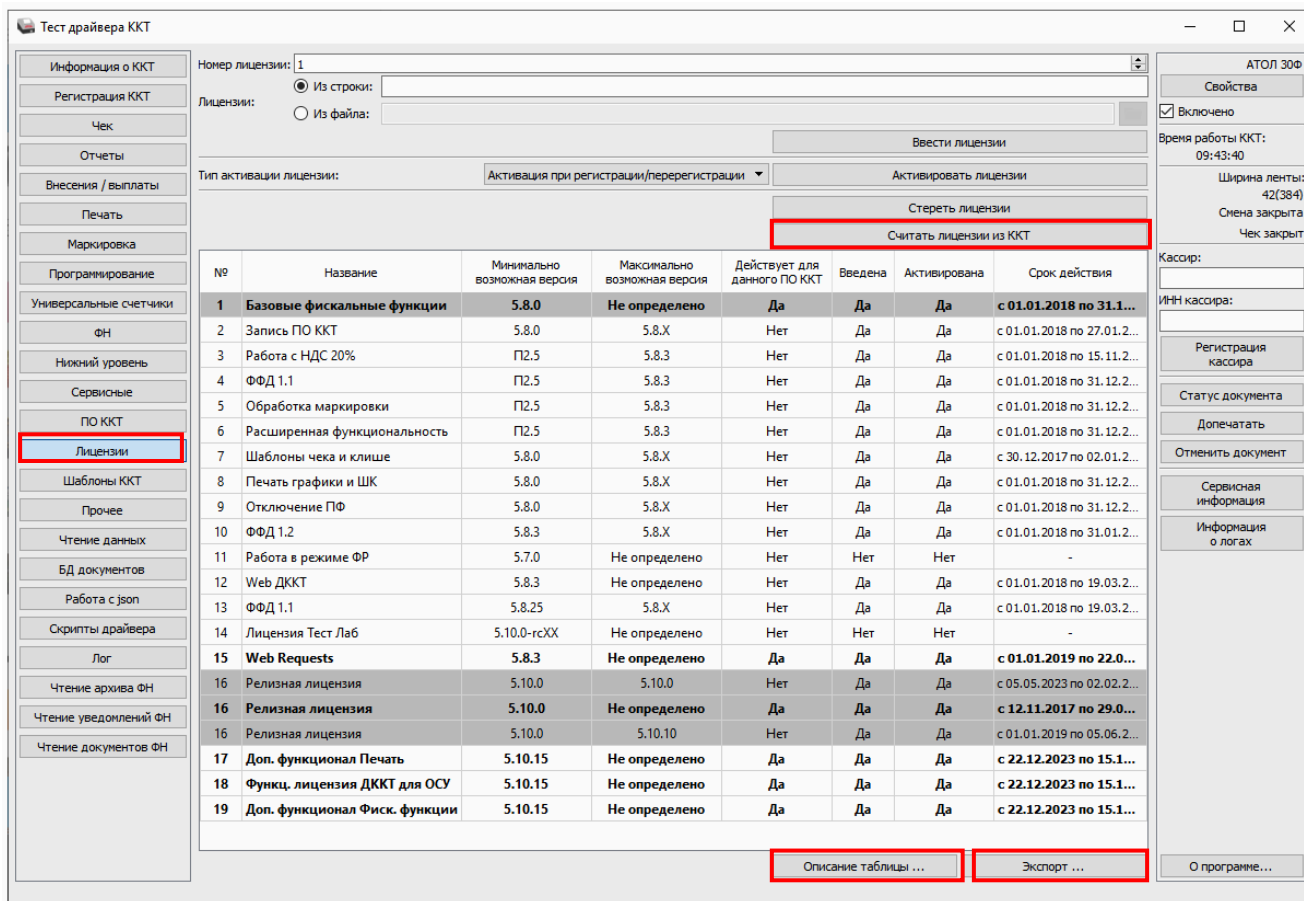 Тест драйвера ККТ
Информация о ККТ
Регистрация ККТ
Чек
Отчеты
Внесения / выплаты
Печать
Маркировка
Программирование
Универсальные счетчики
ФН
Нижний уровень
Сервисные
ПО ККТ
Лицензии
Шаблоны ККТ
Прочее
Чтение данных
БД документов
Работа с json
Скрипты драйвера
Лог
Чтение архива ФН
Чтение уведомлений ФН
Чтение документов ФН
Номер лицензии: 1
Лицензии:
Из строки:
Из файла:
Ввести лицензии
Тип активации лицензии: Активация при регистрации/перерегистрации Активировать лицензии
Стереть лицензии
Считать лицензии из ККТ
№ Название Минимально возможная версия Максимально возможная версия Действует для данного ПО ККТ Введена Активирована Срок действия
1 Базовые фискальные функции 5.8.0 Не определено Да Да Да с 01.01.2018 по 31.1...
2 Запись ПО ККТ 5.8.0 5.8.X Нет Да Да с 01.01.2018 по 27.01.2...
3 Работа с НДС 20% П2.5 5.8.3 Нет Да Да с 01.01.2018 по 15.11.2...
4 ФФД 1.1 П2.5 5.8.3 Нет Да Да с 01.01.2018 по 31.12.2...
5 Обработка маркировки П2.5 5.8.3 Нет Да Да с 01.01.2018 по 31.12.2...
6 Расширенная функциональность П2.5 5.8.3 Нет Да Да с 01.01.2018 по 31.12.2...
7 Шаблоны чека и клише 5.8.0 5.8.X Нет Да Да с 30.12.2017 по 02.01.2...
8 Печать графики и ШК 5.8.0 5.8.X Нет Да Да с 01.01.2018 по 31.12.2...
9 Отключение ПФ 5.8.0 5.8.X Нет Да Да с 01.01.2018 по 31.12.2...
10 ФФД 1.2 5.8.3 5.8.X Нет Да Да с 01.01.2018 по 31.01.2...
11 Работа в режиме ФР 5.7.0 Не определено Нет Нет Нет -
12 Web ДККТ 5.8.3 Не определено Нет Да Да с 01.01.2018 по 19.03.2...
13 ФФД 1.1 5.8.25 5.8.X Нет Да Да с 01.01.2018 по 19.03.2...
14 Лицензия Тест Лаб 5.10.0-rcXX Не определено Нет Нет Нет -
15 Web Requests 5.8.3 Не определено Да Да Да с 01.01.2019 по 22.0...
16 Релизная лицензия 5.10.0 5.10.0 Нет Да Да с 05.05.2023 по 02.02.2...
16 Релизная лицензия 5.10.0 Не определено Да Да Да с 12.11.2017 по 29.0...
16 Релизная лицензия 5.10.0 5.10.10 Нет Да Да с 01.01.2019 по 05.06.2...
17 Доп. функционал Печать 5.10.15 Не определено Да Да Да с 22.12.2023 по 15.1...
18 Функц. лицензия ДККТ для ОСУ 5.10.15 Не определено Да Да Да с 22.12.2023 по 15.1...
19 Доп. функционал Фиск. функции 5.10.15 Не определено Да Да Да с 22.12.2023 по 15.1...
Описание таблицы ... Экспорт ...
АТОЛ 30Ф
Свойства
Включено
Время работы ККТ:
09:43:40
Ширина ленты:
42(384)
Смена закрыта
Чек закрыт
Кассир:
ИНН кассира:
Регистрация
кассира
Статус документа
Допечатать
Отменить документ
Сервисная
информация
Информация
о логах
О программе...